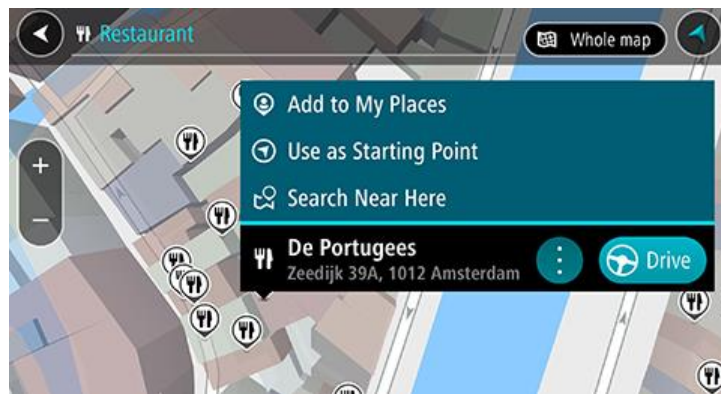 Restaurant
Whole map
Add to My Places
Use as Starting Point
Search Near Here
De Portugees
Zeedijk 39A, 1012 Amsterdam
Drive
+
−